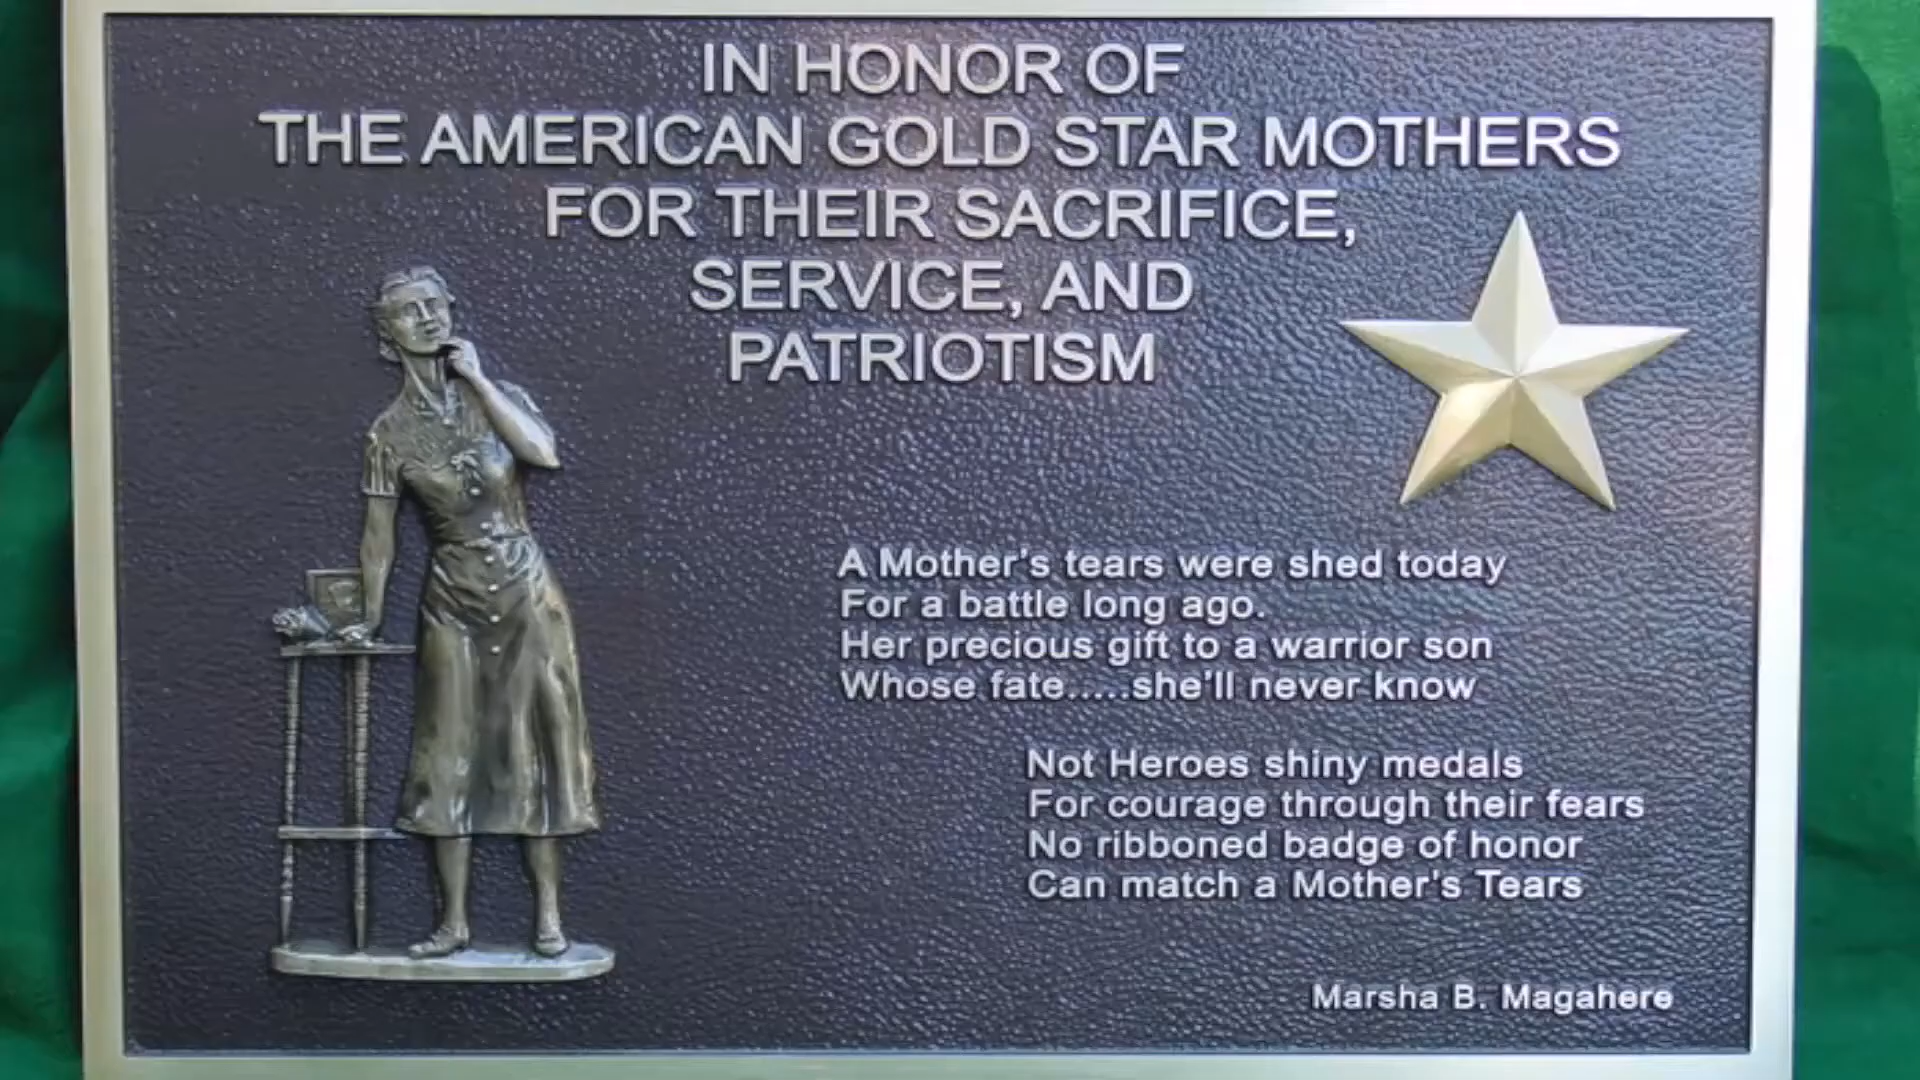 IN HONOR OF
THE AMERICAN GOLD STAR MOTHERS
FOR THEIR SACRIFICE,
SERVICE, AND
PATRIOTISM
A Mother's tears were shed today
For a battle long ago.
Her precious gift to a warrior son
Whose fate.....she'll never know
Not Heroes shiny medals
For courage through their fears
No ribboned badge of honor
Can match a Mother's Tears
Marsha B. Magahere